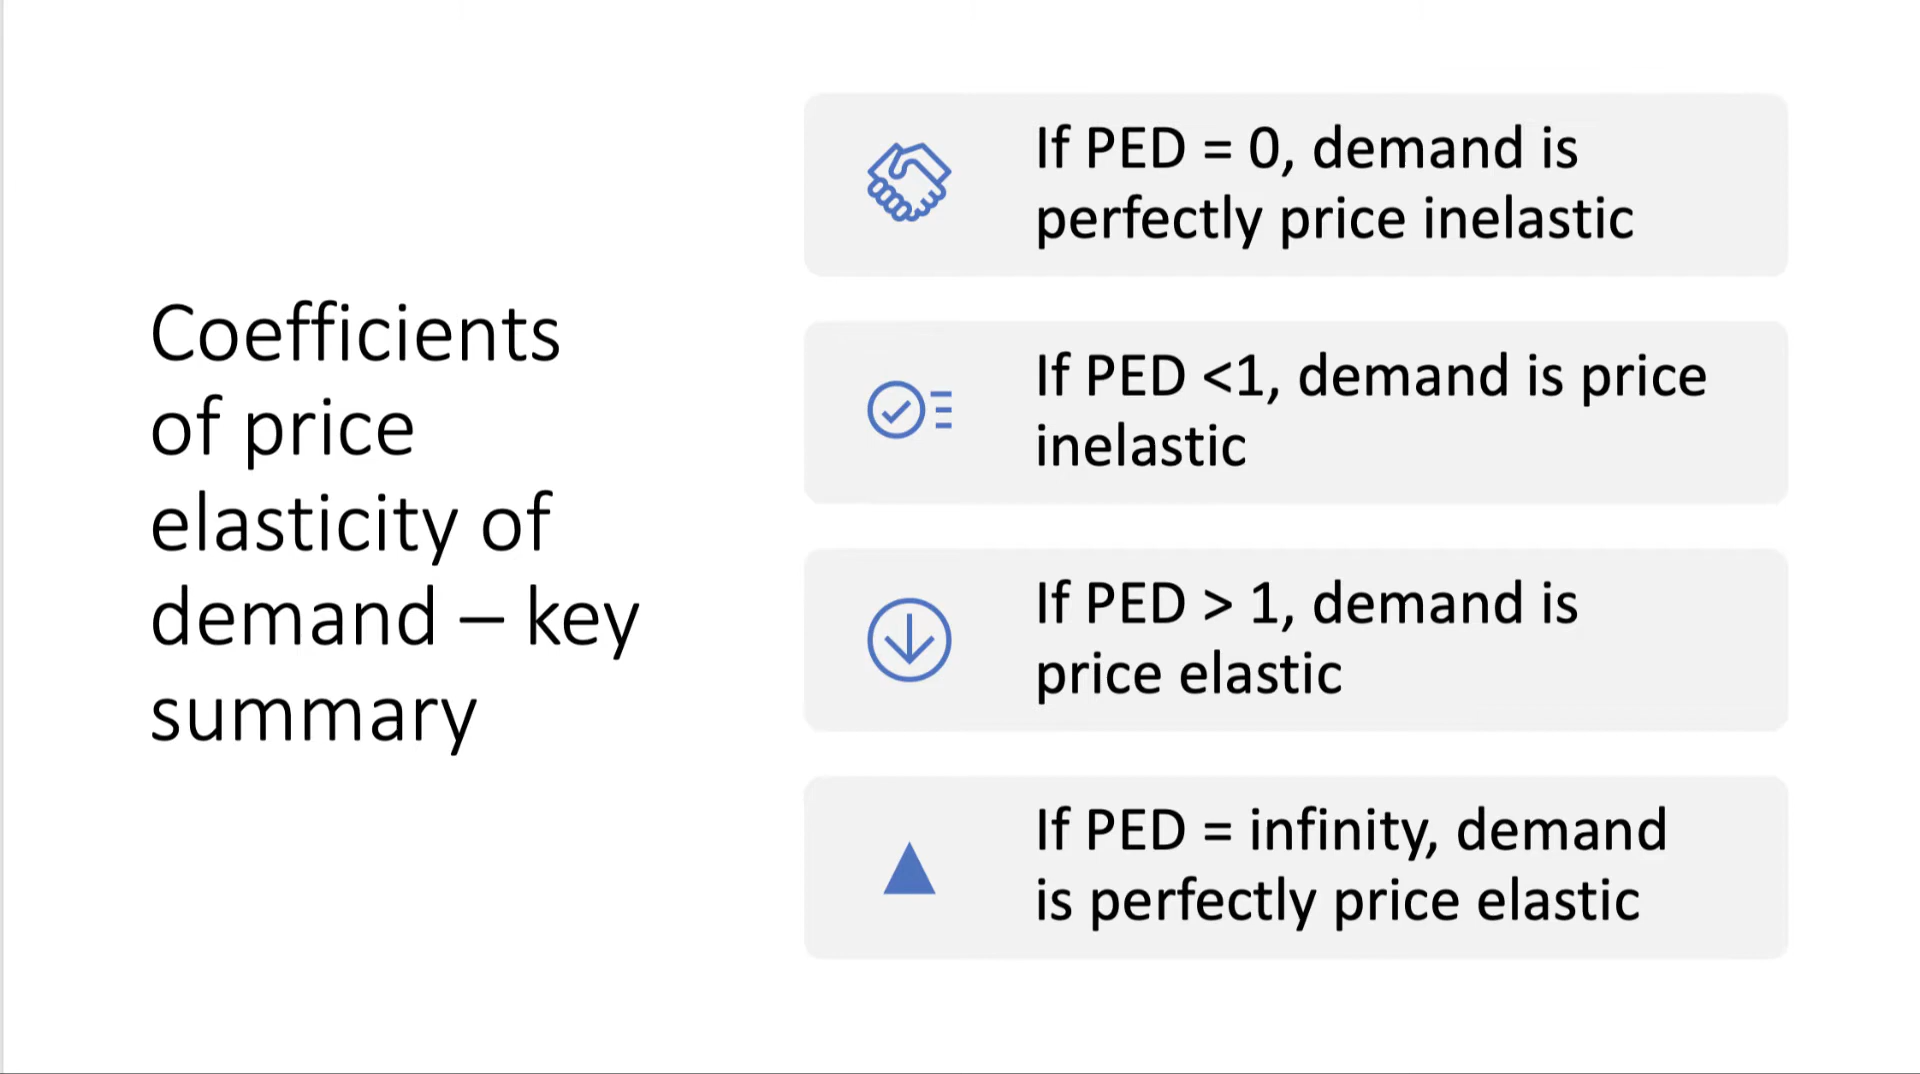 Coefficients
of price
elasticity of
demand – key
summary
If PED = 0, demand is
perfectly price inelastic
If PED <1, demand is price
inelastic
If PED > 1, demand is
price elastic
If PED = infinity, demand
is perfectly price elastic